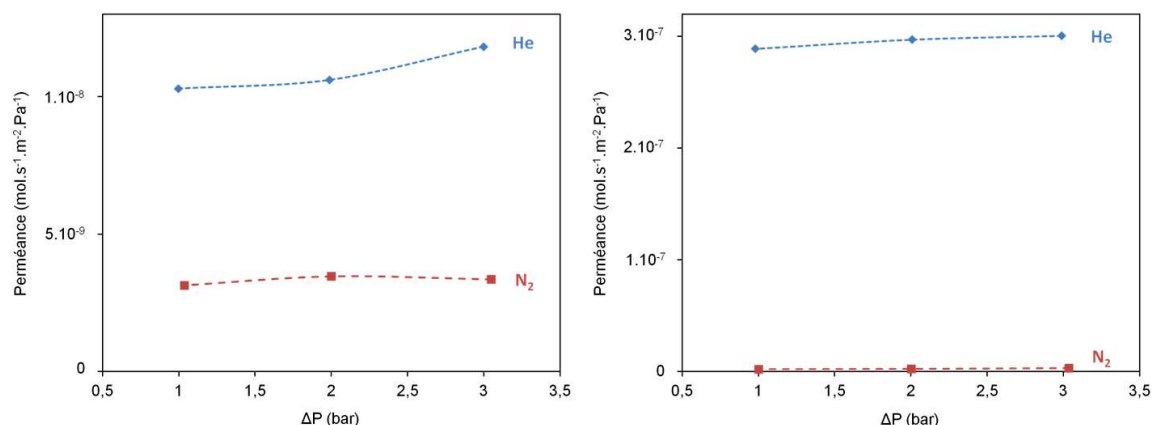 Perméance (mol.s⁻¹.m⁻².Pa⁻¹)
1.10⁻⁸
5.10⁻⁹
0
He
N₂
0,5 1 1,5 2 2,5 3 3,5
ΔP (bar)
Perméance (mol.s⁻¹.m⁻².Pa⁻¹)
3.10⁻⁷
2.10⁻⁷
1.10⁻⁷
0
He
N₂
0,5 1 1,5 2 2,5 3 3,5
ΔP (bar)